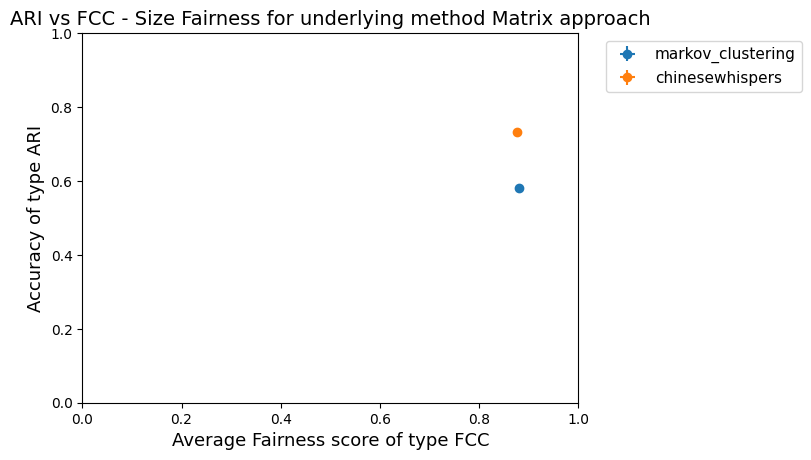 ARI vs FCC - Size Fairness for underlying method Matrix approach
markov_clustering
chinesewhispers
Accuracy of type ARI
1.0
0.8
0.6
0.4
0.2
0.0
0.0 0.2 0.4 0.6 0.8 1.0
Average Fairness score of type FCC